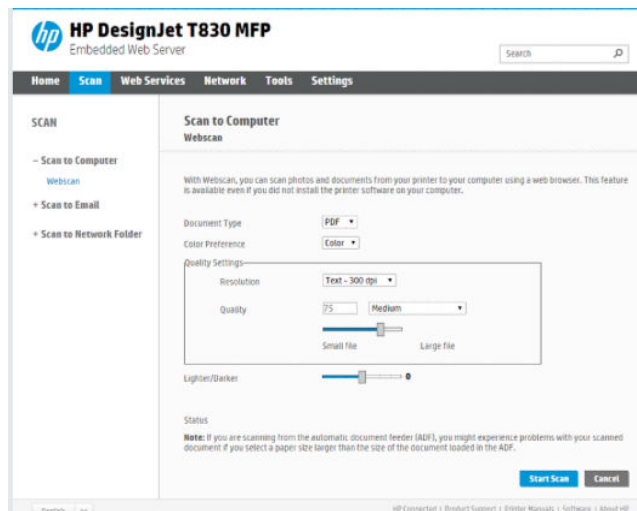 hp
HP DesignJet T830 MFP
Embedded Web Server
Search
Home Scan Web Services Network Tools Settings
SCAN
− Scan to Computer
Webscan
+ Scan to Email
+ Scan to Network Folder
Scan to Computer
Webscan
With Webscan, you can scan photos and documents from your printer to your computer using a web browser. This feature
is available even if you did not install the printer software on your computer.
Document Type PDF
Color Preference Color
Quality Settings
Resolution Text - 300 dpi
Quality 75 Medium
Small file Large file
Lighter/Darker 0
Status
Note: If you are scanning from the automatic document feeder (ADF), you might experience problems with your scanned
document if you select a paper size larger than the size of the document loaded in the ADF.
Start Scan Cancel
English HP Connected | Product Support | Printer Manuals | Software | About HP